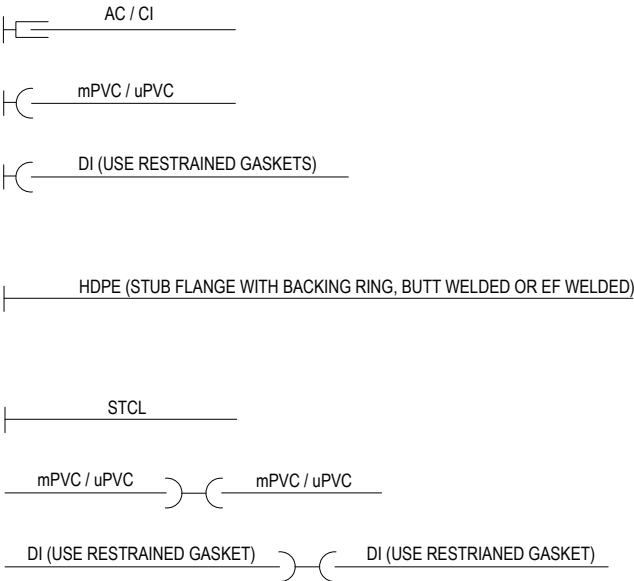 AC / CI
mPVC / uPVC
DI (USE RESTRAINED GASKETS)
HDPE (STUB FLANGE WITH BACKING RING, BUTT WELDED OR EF WELDED)
STCL
mPVC / uPVC mPVC / uPVC
DI (USE RESTRAINED GASKET) DI (USE RESTRIANED GASKET)